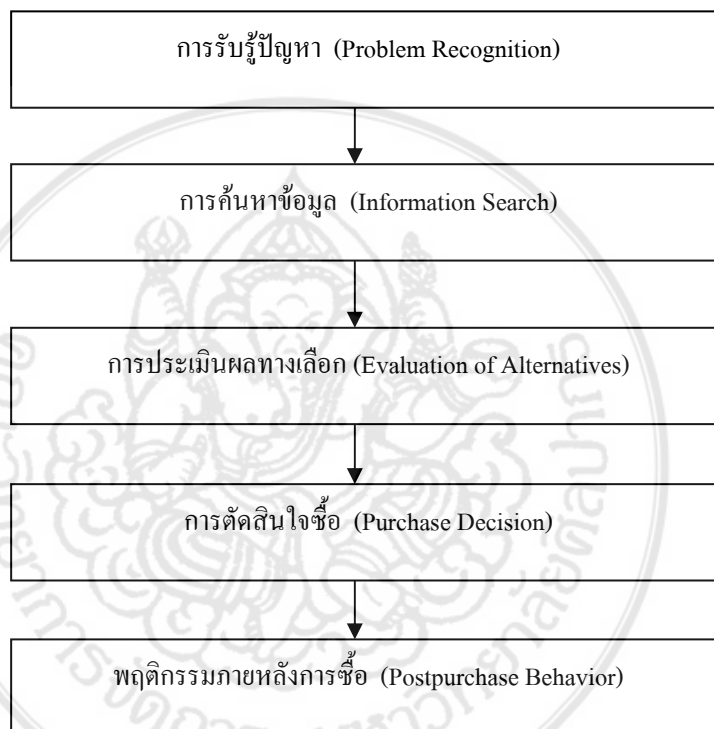 การรับรู้ปัญหา (Problem Recognition)
การค้นหาข้อมูล (Information Search)
การประเมินผลทางเลือก (Evaluation of Alternatives)
การตัดสินใจซื้อ (Purchase Decision)
พฤติกรรมภายหลังการซื้อ (Postpurchase Behavior)